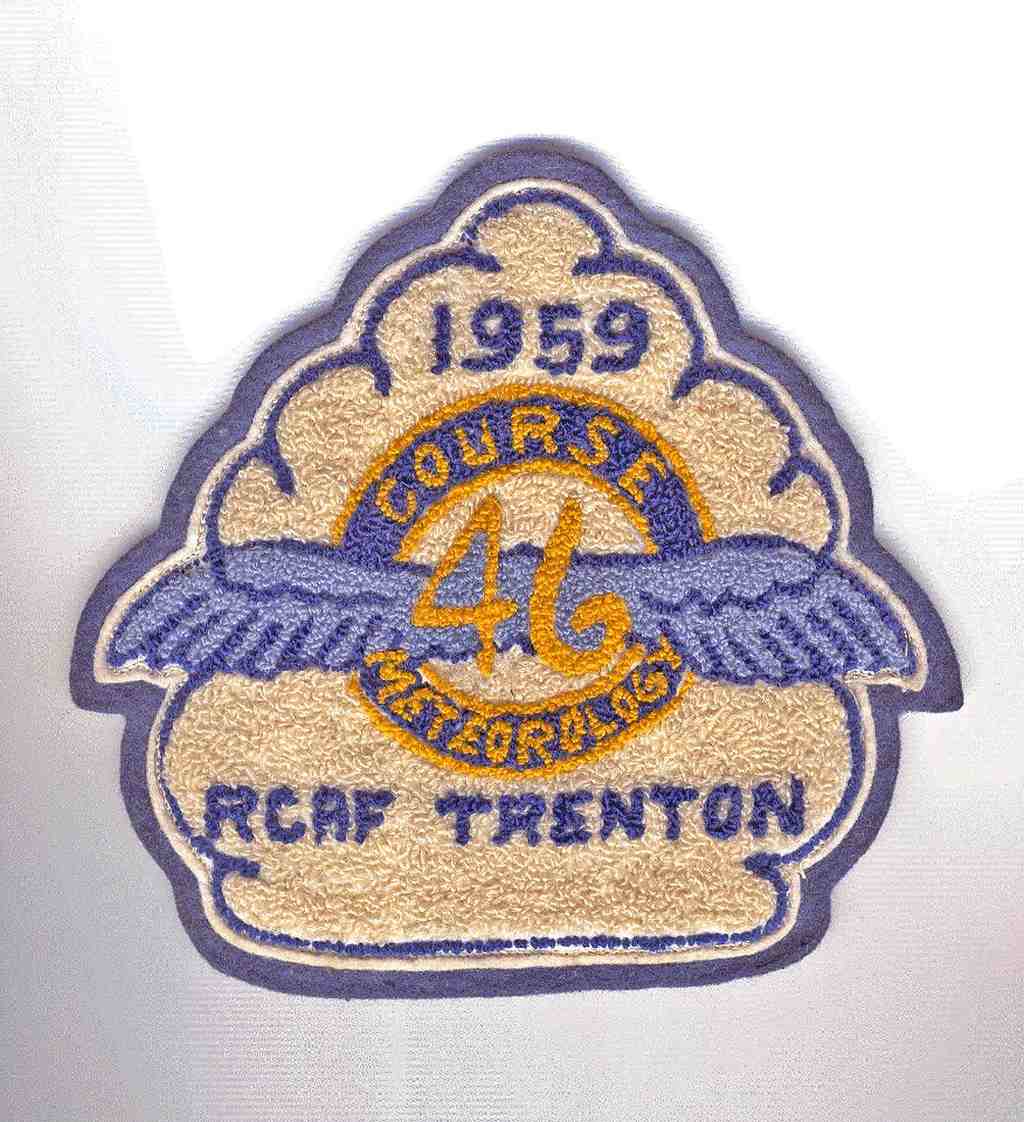 1959
COURSE
46
METEOROLOGY
RCAF TRENTON